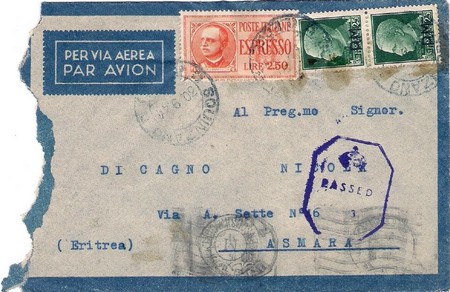 PER VIA AEREA
PAR AVION
POSTE ITALIANE
ESPRESSO
LIRE 2.50
SQUINZANO
Al Preg.mo Signor.
DI CAGNO NICOLA
PASSED
Via A. Sette N°6
(Eritrea) ASMARA